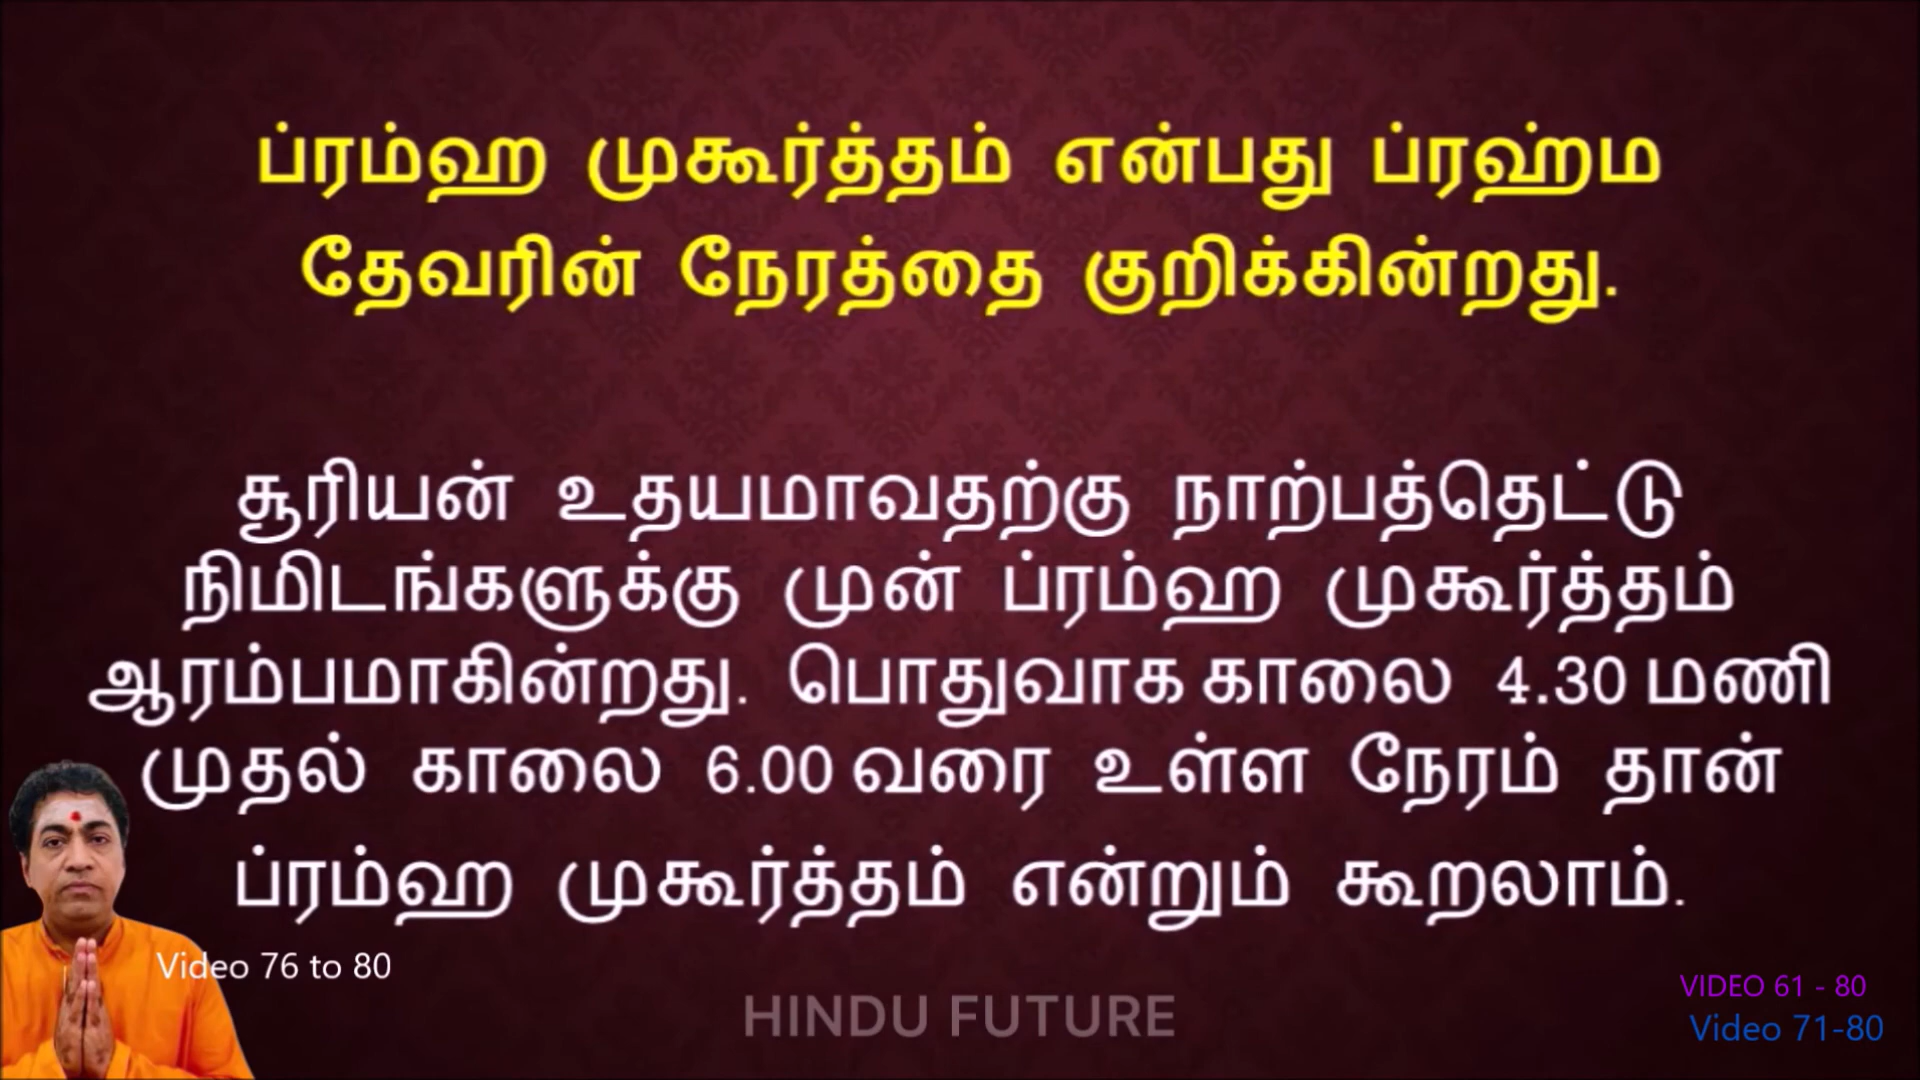 ப்ரம்ஹ முகூர்த்தம் என்பது ப்ரஹ்ம
தேவரின் நேரத்தை குறிக்கின்றது.
சூரியன் உதயமாவதற்கு நாற்பத்தெட்டு
நிமிடங்களுக்கு முன் ப்ரம்ஹ முகூர்த்தம்
ஆரம்பமாகின்றது. பொதுவாக காலை 4.30 மணி
முதல் காலை 6.00 வரை உள்ள நேரம் தான்
ப்ரம்ஹ முகூர்த்தம் என்றும் கூறலாம்.
Video 76 to 80
HINDU FUTURE
VIDEO 61 - 80
Video 71-80